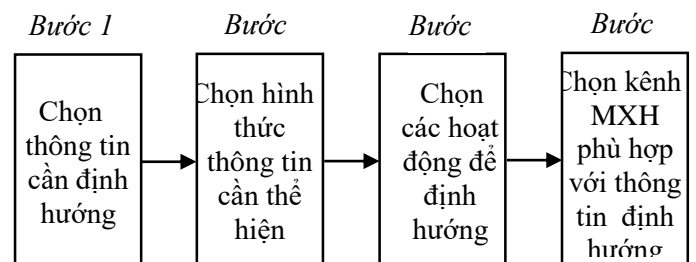 Bước 1
Bước
Bước
Bước
Chọn
thông tin
cần định
hướng
Chọn hình
thức
thông tin
cần thể
hiện
Chọn
các hoạt
động để
định
hướng
Chọn kênh
MXH
phù hợp
với thông
tin định
hướng